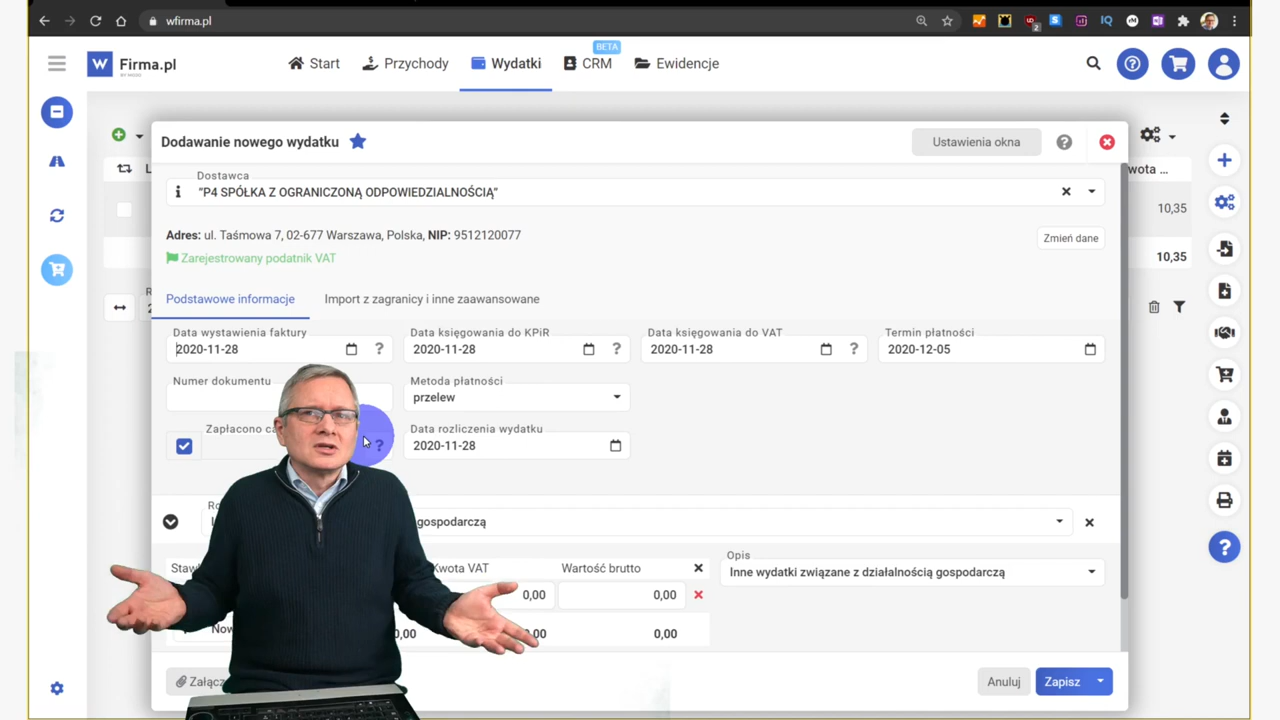 wfirma.pl
2
W Firma.pl
Start
Przychody
Wydatki
BETA
CRM
Ewidencje
Dodawanie nowego wydatku
Ustawienia okna
Dostawca
"P4 SPÓŁKA Z OGRANICZONĄ ODPOWIEDZIALNOŚCIĄ"
Adres: ul. Taśmowa 7, 02-677 Warszawa, Polska, NIP: 9512120077
Zmień dane
Zarejestrowany podatnik VAT
10,35
10,35
Podstawowe informacje
Import z zagranicy i inne zaawansowane
Data wystawienia faktury
2020-11-28
Data księgowania do KPiR
2020-11-28
Data księgowania do VAT
2020-11-28
Termin płatności
2020-12-05
Numer dokumentu
Metoda płatności
przelew
Zapłacono
Data rozliczenia wydatku
2020-11-28
gospodarczą
Kwota VAT
Wartość brutto
Opis
Inne wydatki związane z działalnością gospodarczą
0,00
0,00
0,00
0,00
0,00
Anuluj
Zapisz